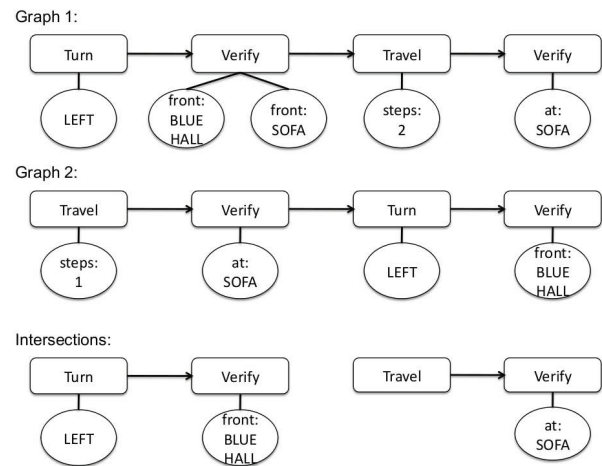 Graph 1:
Turn Verify Travel Verify
LEFT
front:
BLUE
HALL
front:
SOFA
steps:
2
at:
SOFA
Graph 2:
Travel Verify Turn Verify
steps:
1
at:
SOFA
LEFT
front:
BLUE
HALL
Intersections:
Turn Verify Travel Verify
LEFT
front:
BLUE
HALL
at:
SOFA